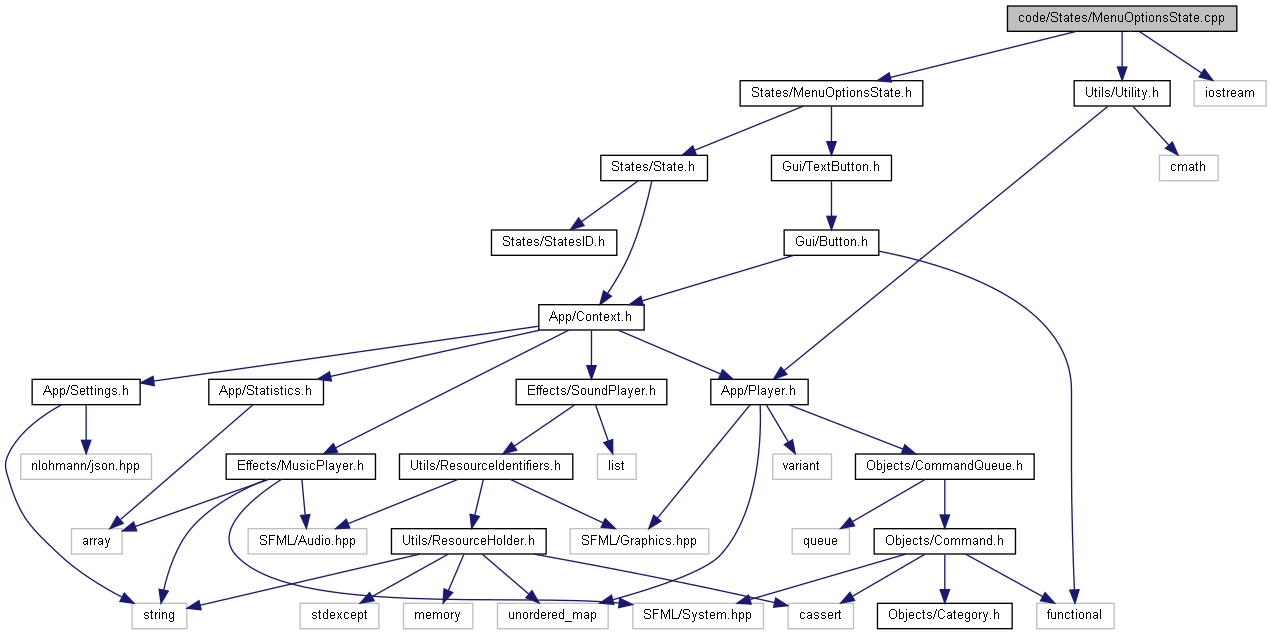 code/States/MenuOptionsState.cpp
States/MenuOptionsState.h
Utils/Utility.h
iostream
States/State.h
Gui/TextButton.h
cmath
States/StatesID.h
Gui/Button.h
App/Context.h
App/Settings.h
App/Statistics.h
Effects/SoundPlayer.h
App/Player.h
nlohmann/json.hpp
Effects/MusicPlayer.h
Utils/ResourceIdentifiers.h
list
variant
Objects/CommandQueue.h
array
SFML/Audio.hpp
Utils/ResourceHolder.h
SFML/Graphics.hpp
queue
Objects/Command.h
string
stdexcept
memory
unordered_map
SFML/System.hpp
cassert
Objects/Category.h
functional